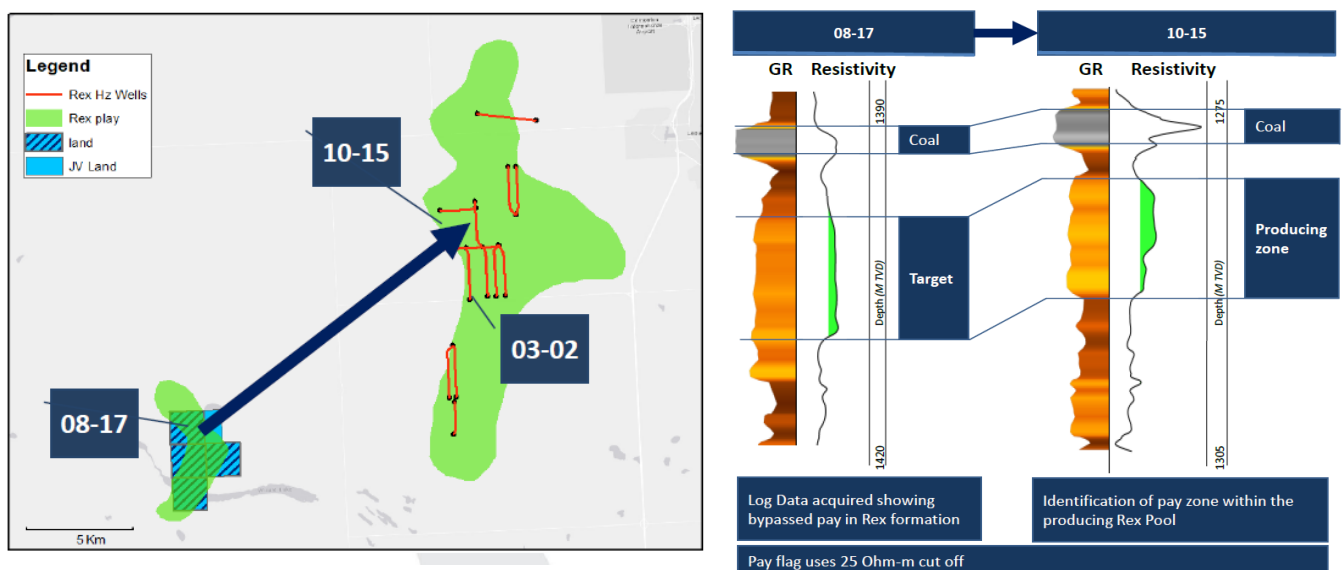 Legend
Rex Hz Wells
Rex play
land
JV Land
10-15
03-02
08-17
5 Km
08-17
10-15
GR Resistivity
GR Resistivity
1390
Coal
Target
Depth (M TVD)
1420
1275
Coal
Producing
zone
Depth (M TVD)
1305
Log Data acquired showing
bypassed pay in Rex formation
Identification of pay zone within the
producing Rex Pool
Pay flag uses 25 Ohm-m cut off